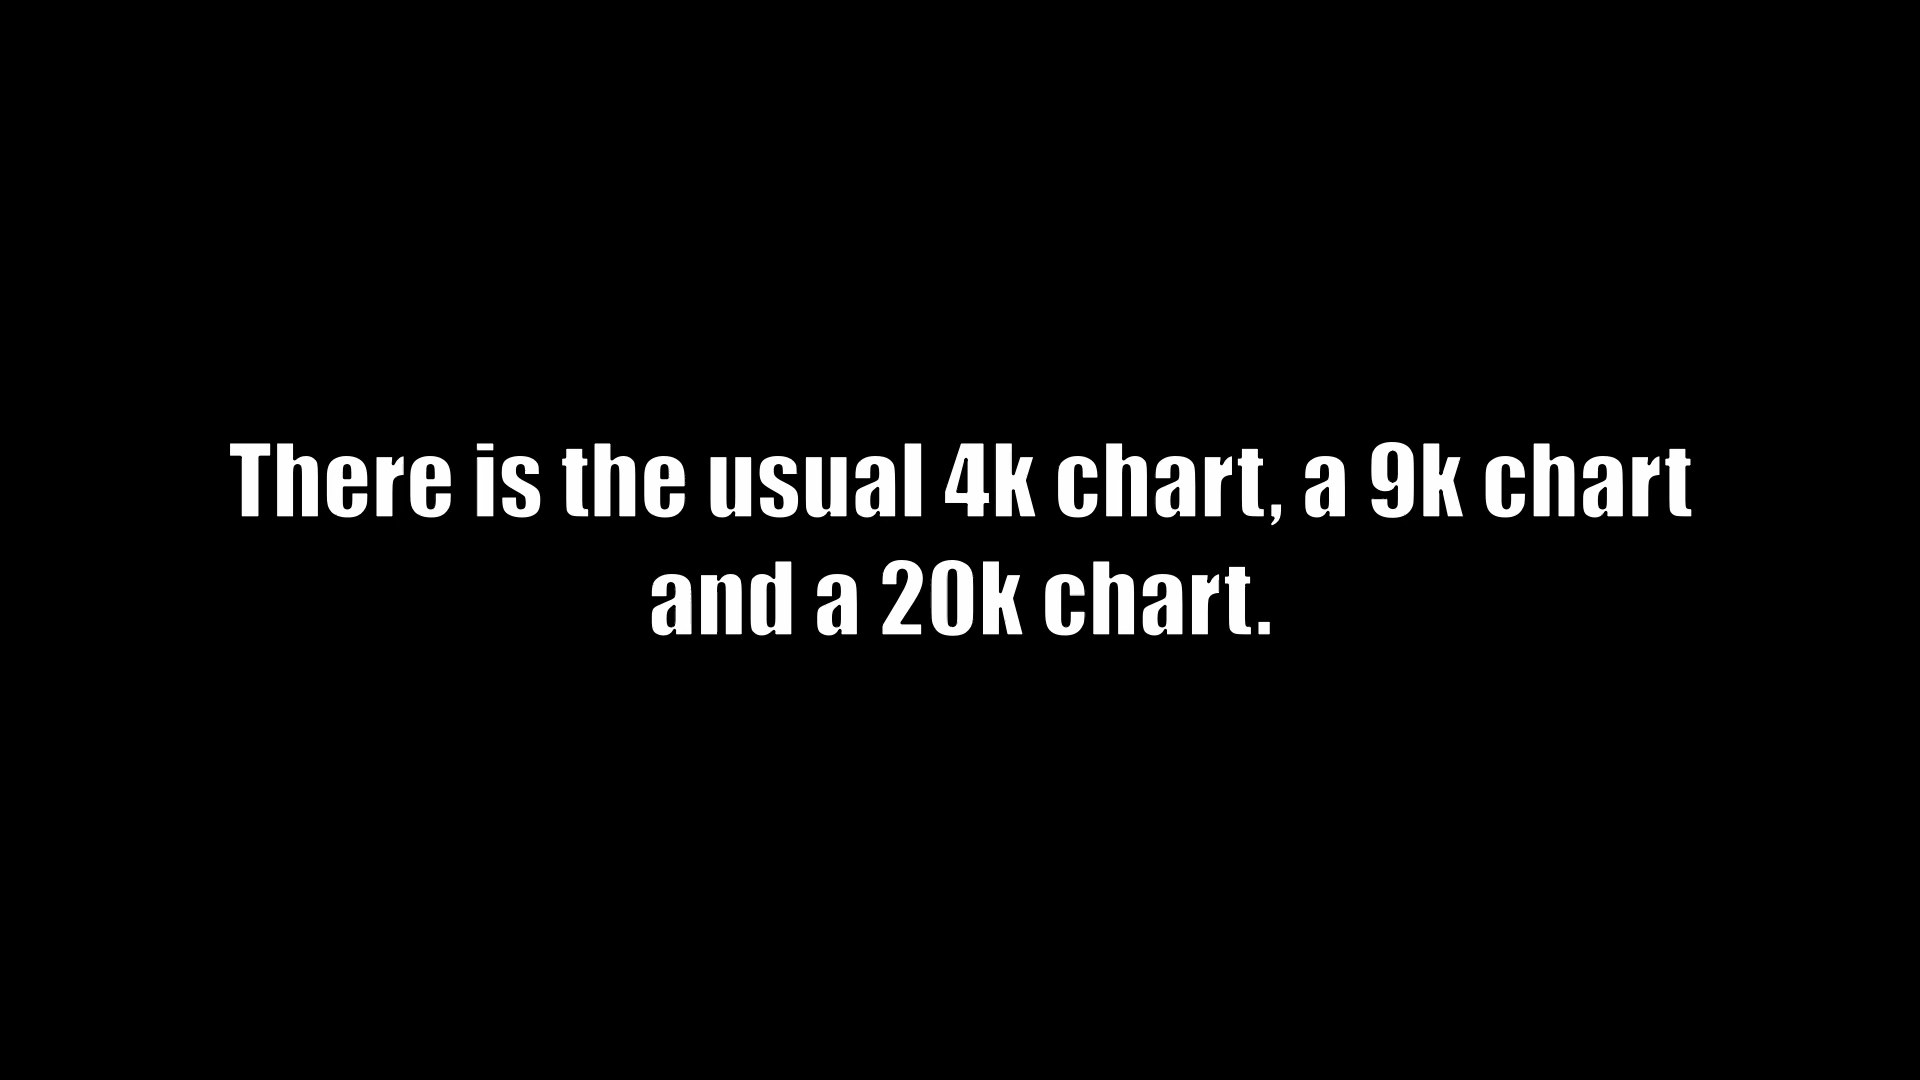 There is the usual 4k chart, a 9k chart
and a 20k chart.